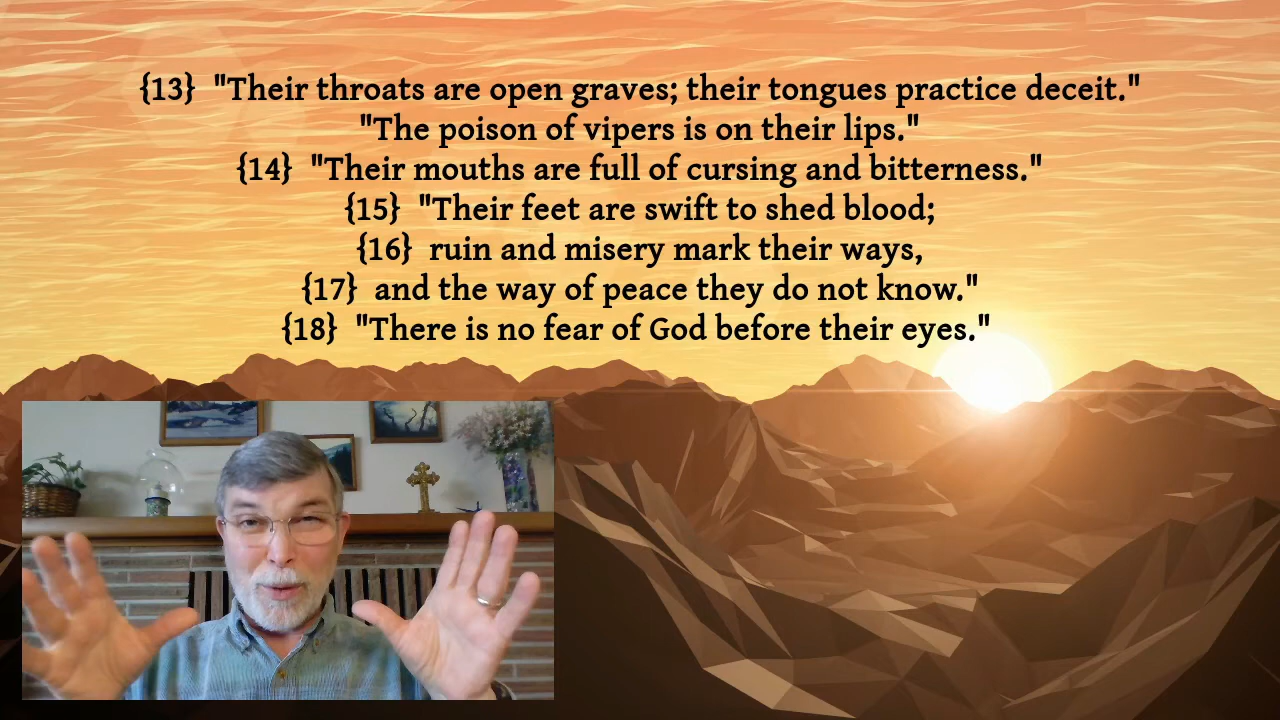 {13} "Their throats are open graves; their tongues practice deceit."
"The poison of vipers is on their lips."
{14} "Their mouths are full of cursing and bitterness."
{15} "Their feet are swift to shed blood;
{16} ruin and misery mark their ways,
{17} and the way of peace they do not know."
{18} "There is no fear of God before their eyes."